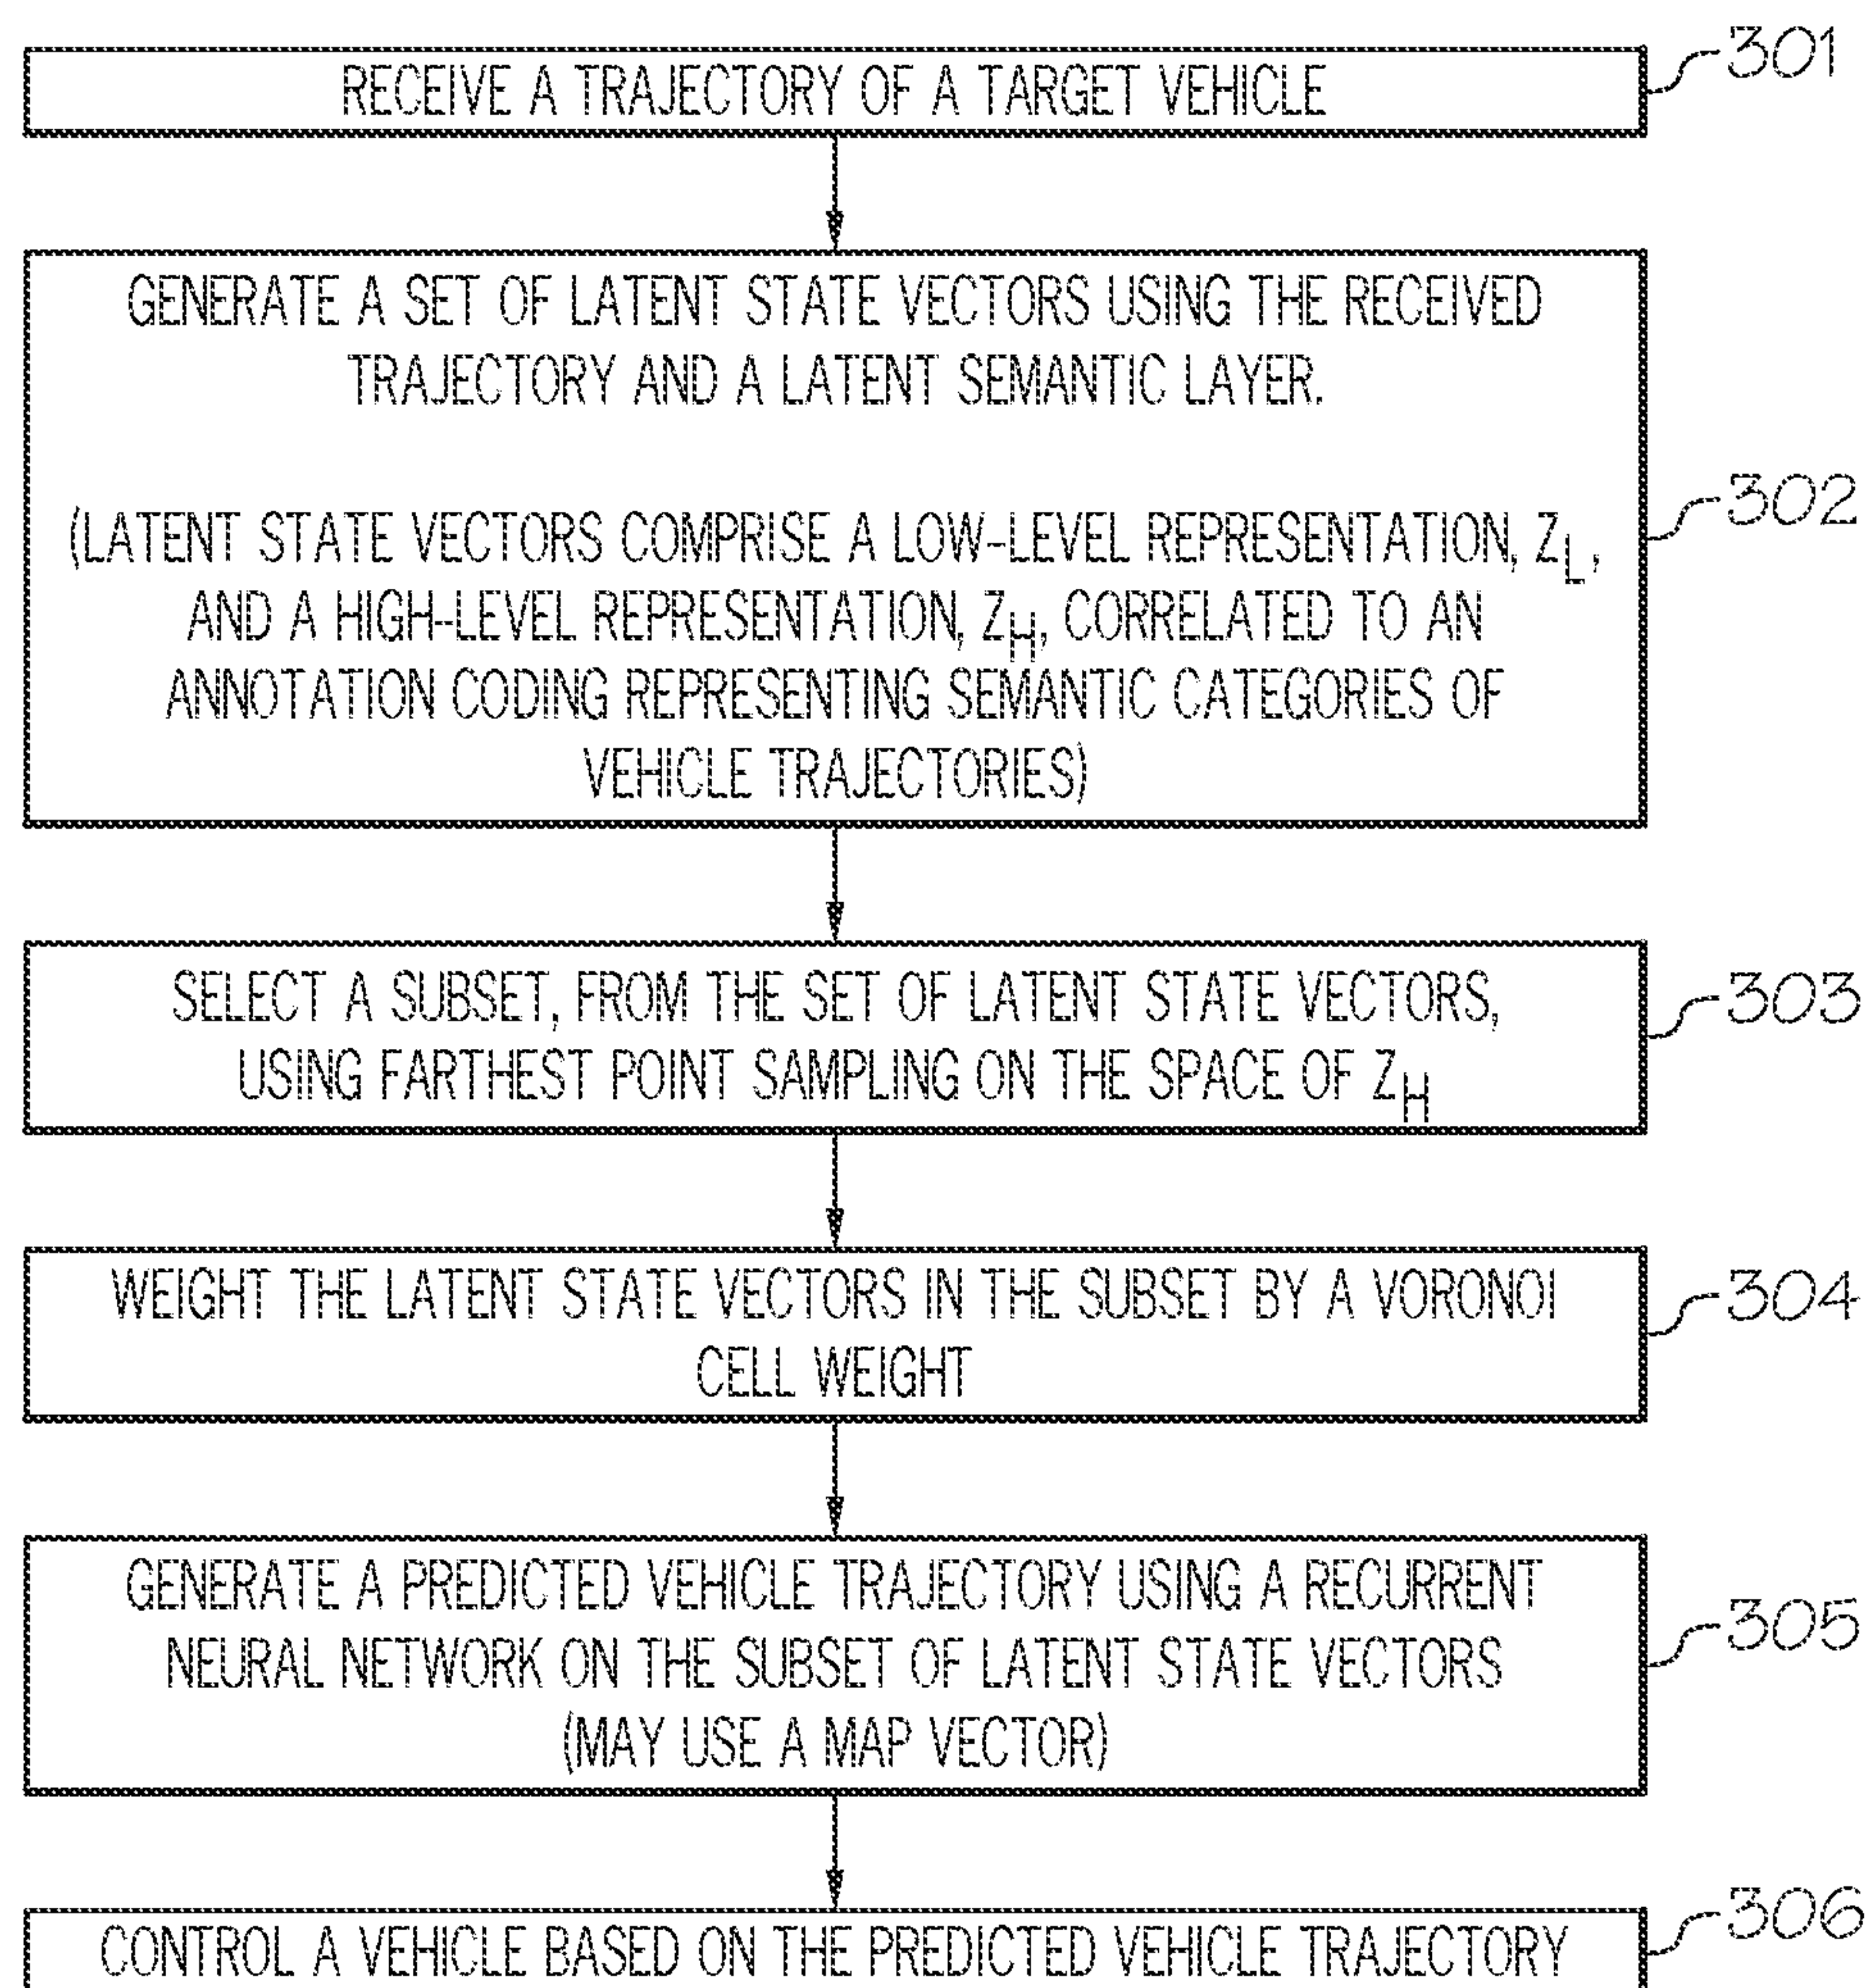 301
RECEIVE A TRAJECTORY OF A TARGET VEHICLE
GENERATE A SET OF LATENT STATE VECTORS USING THE RECEIVED
TRAJECTORY AND A LATENT SEMANTIC LAYER.
302
(LATENT STATE VECTORS COMPRISE A LOW-LEVEL REPRESENTATION, Z_L,
AND A HIGH-LEVEL REPRESENTATION, Z_H, CORRELATED TO AN
ANNOTATION CODING REPRESENTING SEMANTIC CATEGORIES OF
VEHICLE TRAJECTORIES)
303
SELECT A SUBSET, FROM THE SET OF LATENT STATE VECTORS,
USING FARTHEST POINT SAMPLING ON THE SPACE OF Z_H
304
WEIGHT THE LATENT STATE VECTORS IN THE SUBSET BY A VORONOI
CELL WEIGHT
GENERATE A PREDICTED VEHICLE TRAJECTORY USING A RECURRENT
305
NEURAL NETWORK ON THE SUBSET OF LATENT STATE VECTORS
(MAY USE A MAP VECTOR)
306
CONTROL A VEHICLE BASED ON THE PREDICTED VEHICLE TRAJECTORY